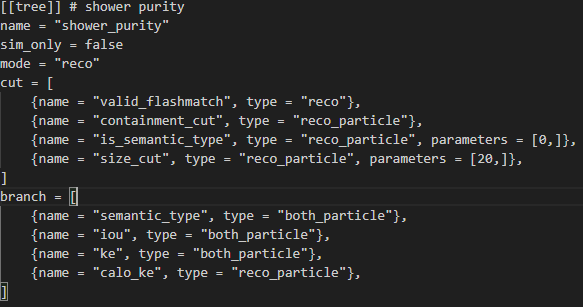 [[tree]] # shower purity
name = "shower_purity"
sim_only = false
mode = "reco"
cut = [
    {name = "valid_flashmatch", type = "reco"},
    {name = "containment_cut", type = "reco_particle"},
    {name = "is_semantic_type", type = "reco_particle", parameters = [0,]},
    {name = "size_cut", type = "reco_particle", parameters = [20,]},
]
branch = [
    {name = "semantic_type", type = "both_particle"},
    {name = "iou", type = "both_particle"},
    {name = "ke", type = "both_particle"},
    {name = "calo_ke", type = "reco_particle"},
]